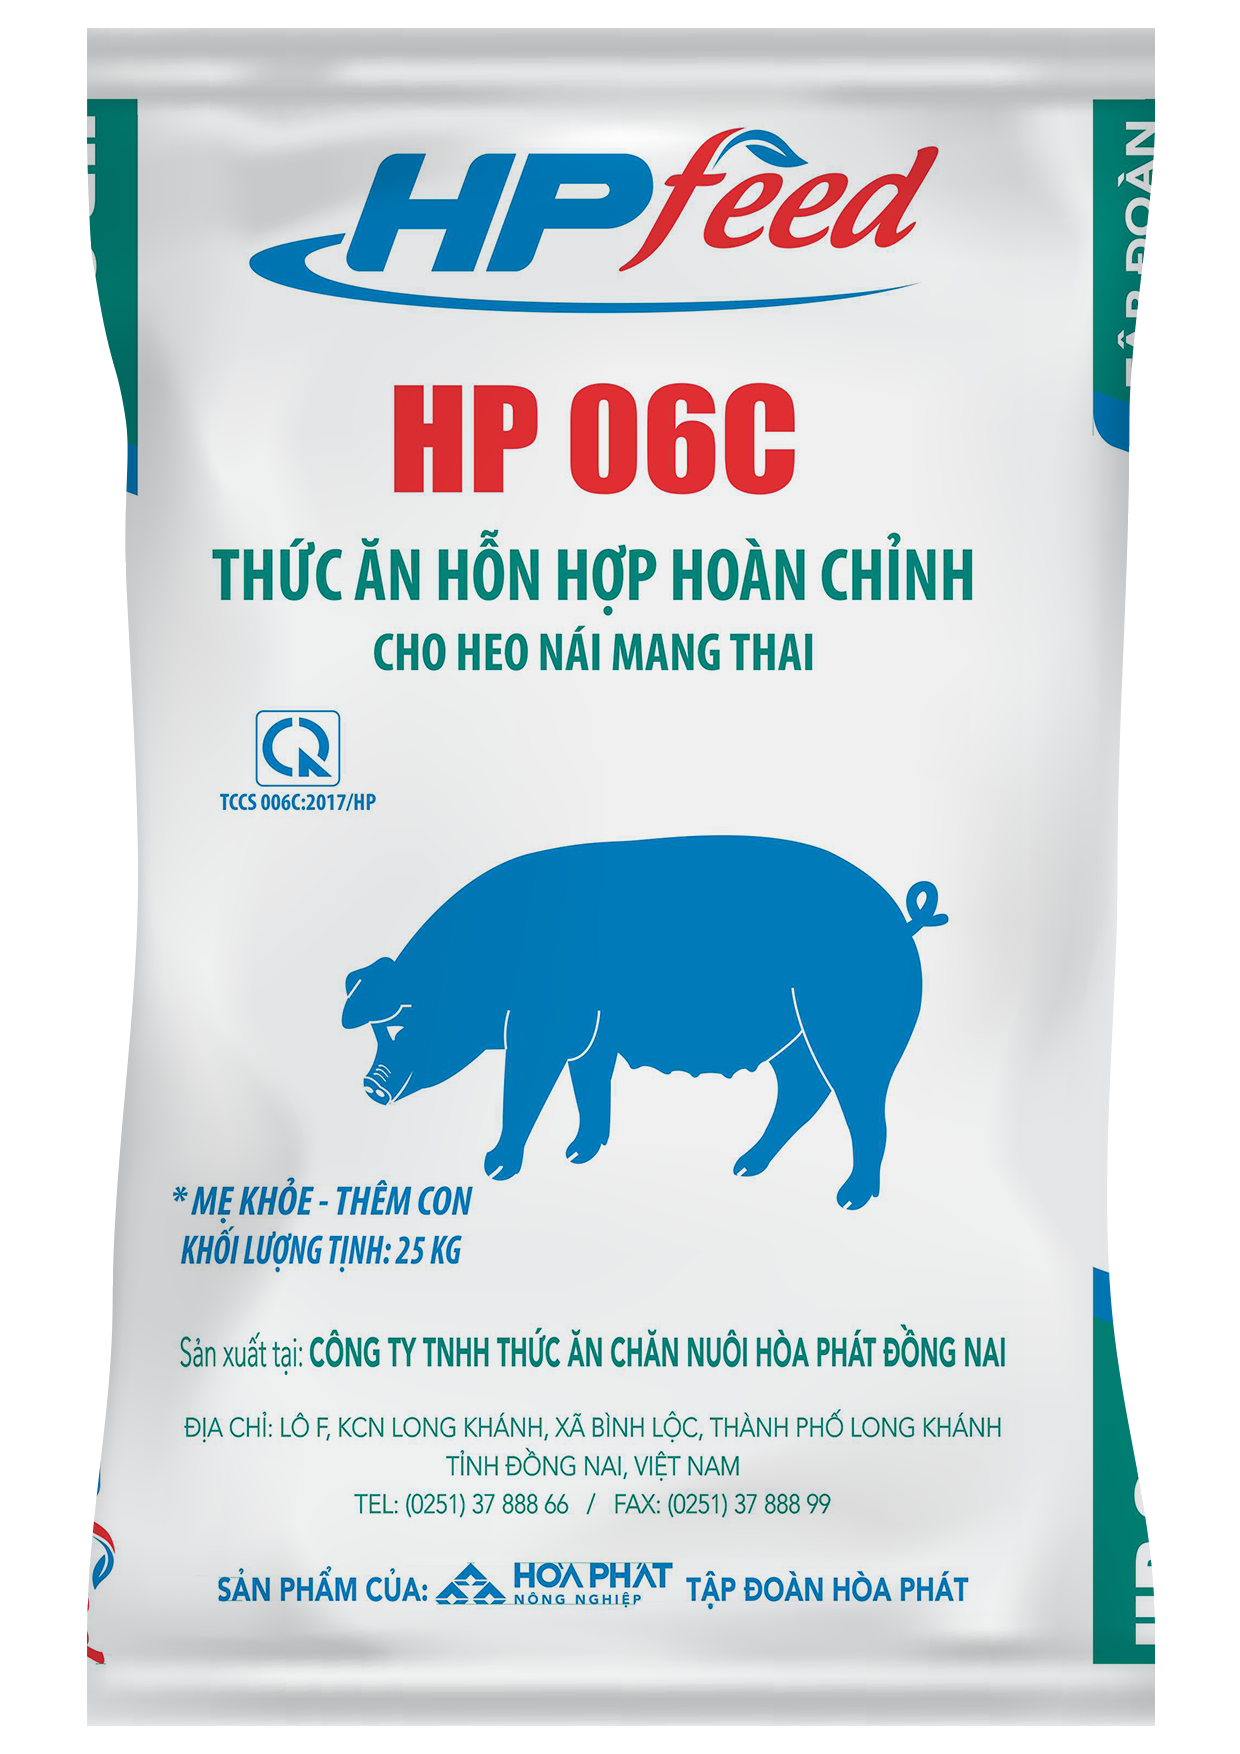 HPfeed
HP 06C
THỨC ĂN HỖN HỢP HOÀN CHỈNH
CHO HEO NÁI MANG THAI
TCCS 006C:2017/HP
* MẸ KHỎE - THÊM CON
KHỐI LƯỢNG TỊNH: 25 KG
Sản xuất tại: CÔNG TY TNHH THỨC ĂN CHĂN NUÔI HÒA PHÁT ĐỒNG NAI
ĐỊA CHỈ: LÔ F, KCN LONG KHÁNH, XÃ BÌNH LỘC, THÀNH PHỐ LONG KHÁNH
TỈNH ĐỒNG NAI, VIỆT NAM
TEL: (0251) 37 888 66 / FAX: (0251) 37 888 99
SẢN PHẨM CỦA: HÒA PHÁT NÔNG NGHIỆP TẬP ĐOÀN HÒA PHÁT
TẬP ĐOÀN